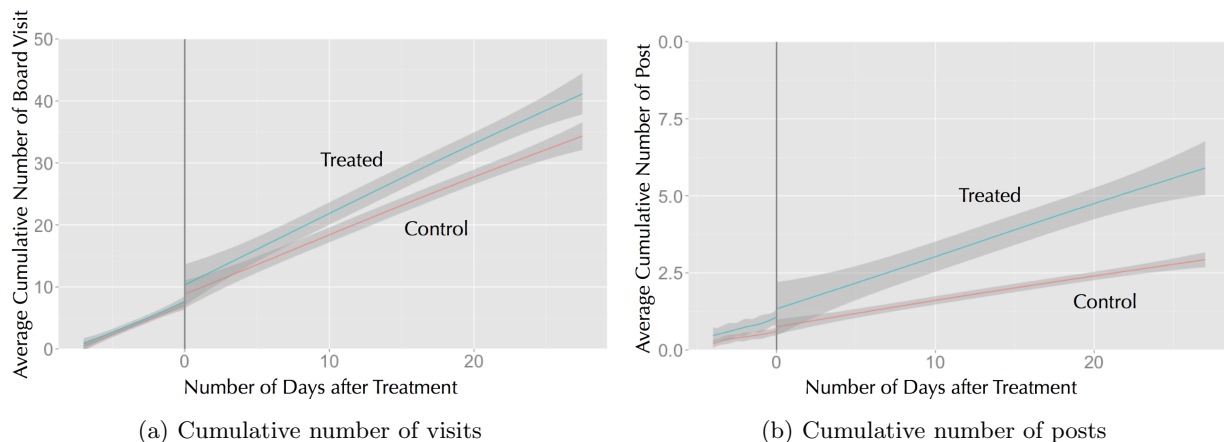 Average Cumulative Number of Board Visit
50
40
30
20
10
0
Treated
Control
0
10
20
Number of Days after Treatment
(a) Cumulative number of visits
Average Cumulative Number of Post
0.0
7.5
5.0
2.5
0.0
Treated
Control
0
10
20
Number of Days after Treatment
(b) Cumulative number of posts